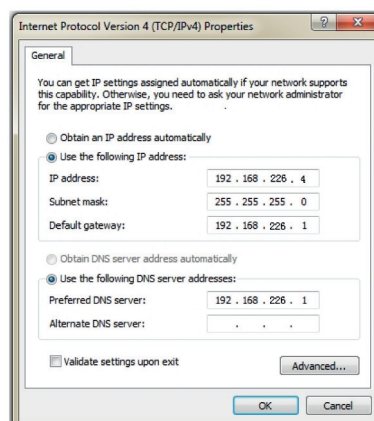 Internet Protocol Version 4 (TCP/IPv4) Properties
General
You can get IP settings assigned automatically if your network supports
this capability. Otherwise, you need to ask your network administrator
for the appropriate IP settings.
Obtain an IP address automatically
Use the following IP address:
IP address: 192 . 168 . 226 . 4
Subnet mask: 255 . 255 . 255 . 0
Default gateway: 192 . 168 . 226 . 1
Obtain DNS server address automatically
Use the following DNS server addresses:
Preferred DNS server: 192 . 168 . 226 . 1
Alternate DNS server: . . .
Validate settings upon exit
Advanced...
OK Cancel